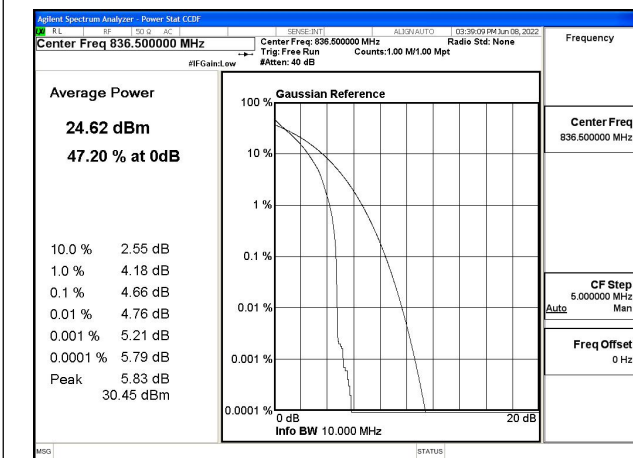 Agilent Spectrum Analyzer - Power Stat CCDF
LXI RL RF 50 Ω AC SENSE:INT ALIGN AUTO 03:39:09 PM Jun 08, 2022
Center Freq 836.500000 MHz
Center Freq: 836.500000 MHz Radio Std: None
Trig: Free Run Counts:1.00 M/1.00 Mpt
#IFGain:Low #Atten: 40 dB
Frequency
Average Power
24.62 dBm
47.20 % at 0dB
10.0 % 2.55 dB
1.0 % 4.18 dB
0.1 % 4.66 dB
0.01 % 4.76 dB
0.001 % 5.21 dB
0.0001 % 5.79 dB
Peak 5.83 dB
30.45 dBm
Gaussian Reference
100 %
10 %
1 %
0.1 %
0.01 %
0.001 %
0.0001 %
0 dB 20 dB
Info BW 10.000 MHz
Center Freq
836.500000 MHz
CF Step
5.000000 MHz
Auto Man
Freq Offset
0 Hz
MSG STATUS